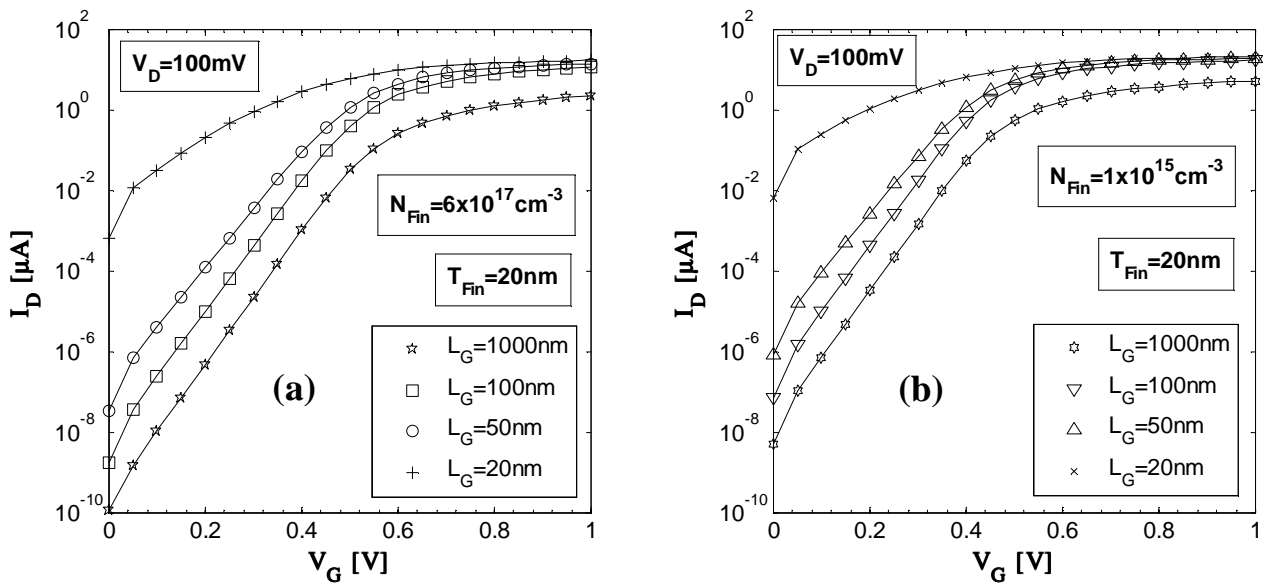 V_D=100mV
N_Fin=6x10^17cm^-3
T_Fin=20nm
L_G=1000nm
L_G=100nm
L_G=50nm
L_G=20nm
(a)
10^2
10^0
10^-2
10^-4
10^-6
10^-8
10^-10
I_D [µA]
0
0.2
0.4
0.6
0.8
1
V_G [V]
V_D=100mV
N_Fin=1x10^15cm^-3
T_Fin=20nm
L_G=1000nm
L_G=100nm
L_G=50nm
L_G=20nm
(b)
10^2
10^0
10^-2
10^-4
10^-6
10^-8
10^-10
I_D [µA]
0
0.2
0.4
0.6
0.8
1
V_G [V]